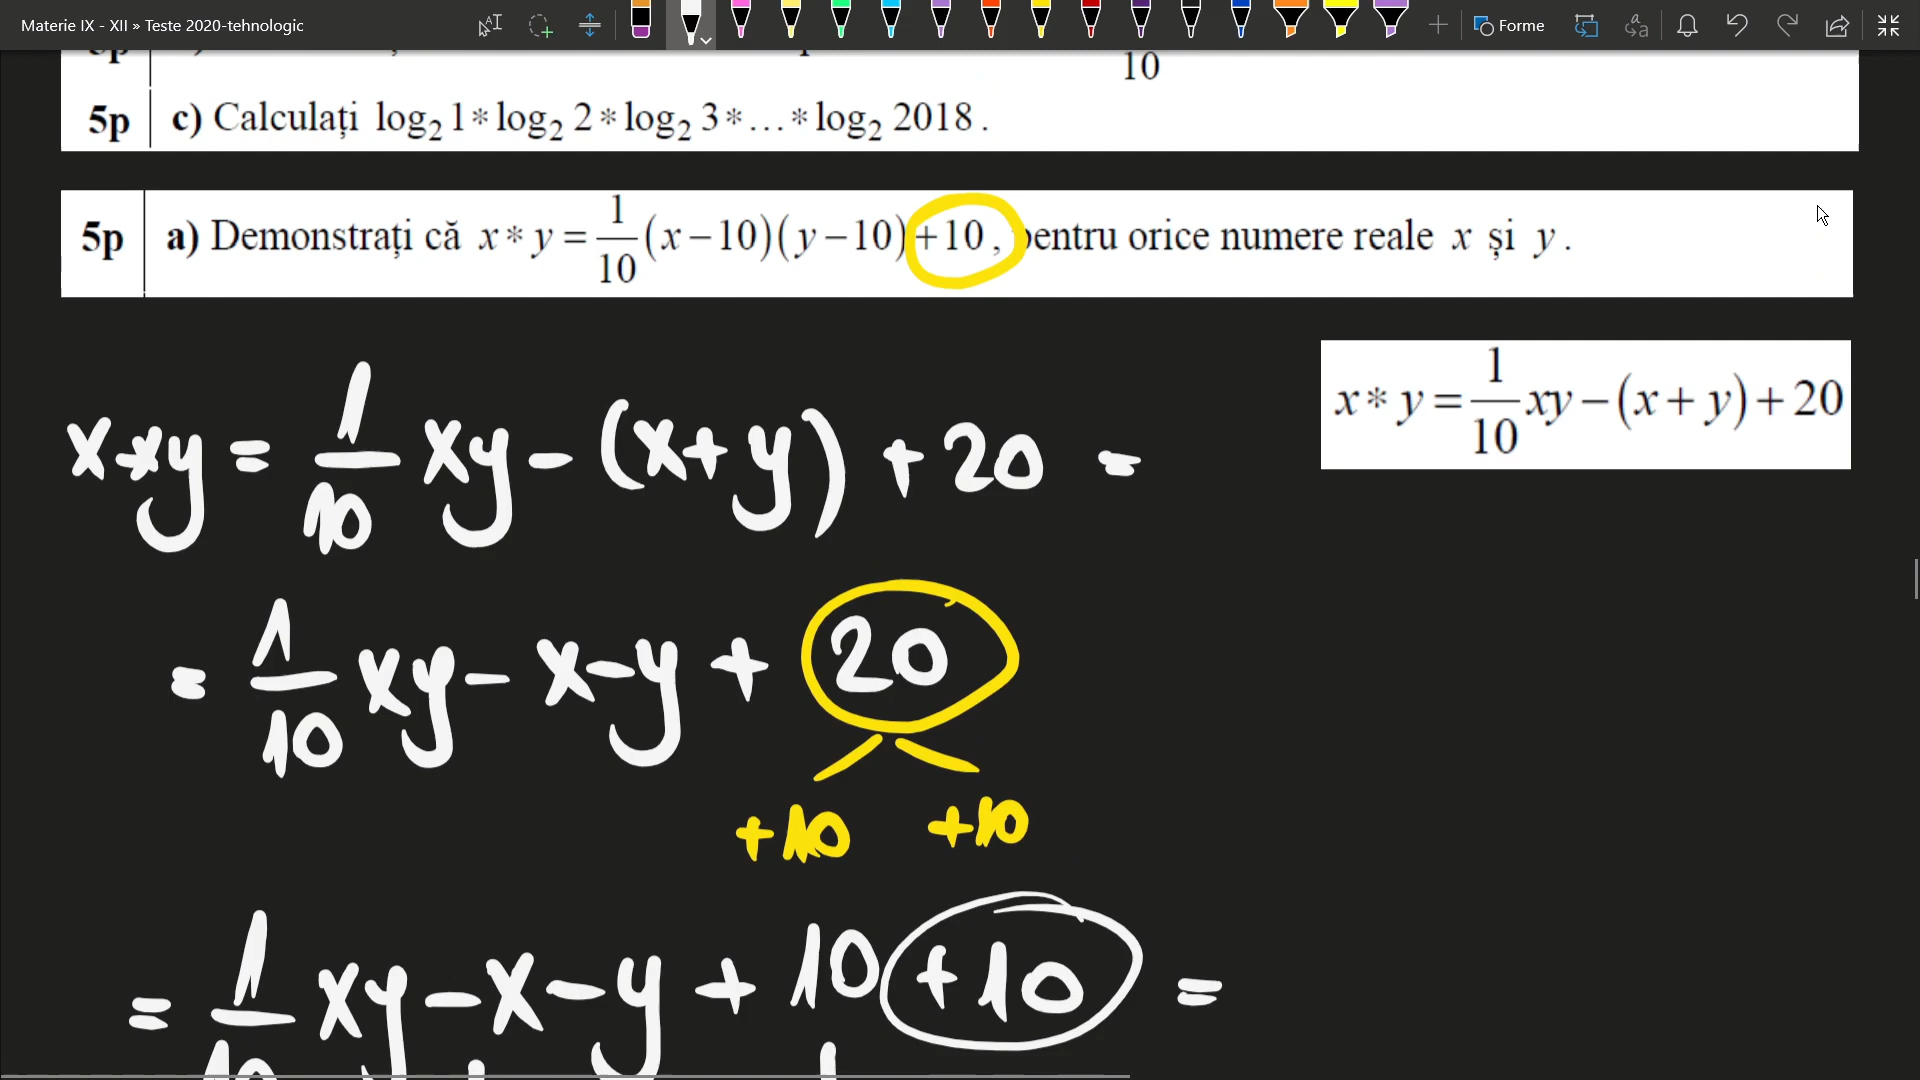 Materie IX - XII » Teste 2020-tehnologic
Forme
10
5p c) Calculați log₂ 1 * log₂ 2 * log₂ 3 * … * log₂ 2018 .
5p a) Demonstrați că x * y = 1/10 (x − 10)(y − 10) + 10 , pentru orice numere reale x și y .
x * y = 1/10 xy − (x + y) + 20
x * y = 1/10 xy − (x + y) + 20 =
= 1/10 xy − x − y + 20
+10 +10
= 1/10 xy − x − y + 10 + 10 =